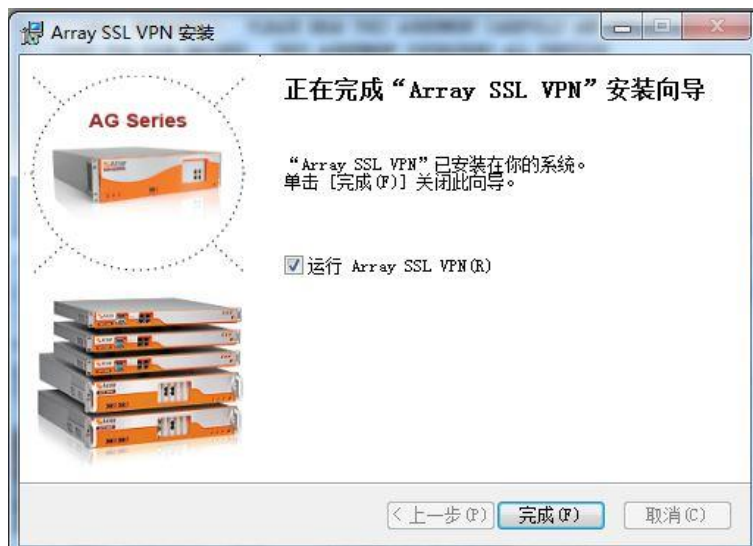 Array SSL VPN 安装
AG Series
正在完成“Array SSL VPN”安装向导
“Array SSL VPN”已安装在你的系统。
单击 [完成(F)] 关闭此向导。
运行 Array SSL VPN(R)
< 上一步(P)
完成(F)
取消(C)